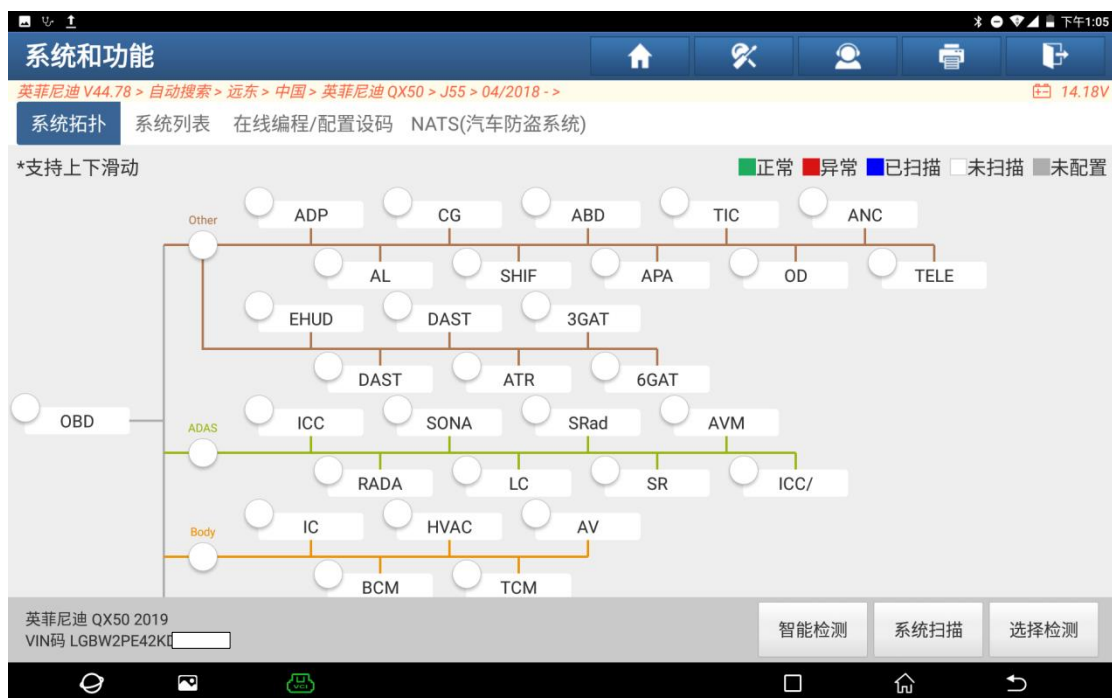 下午1:05
系统和功能
英菲尼迪 V44.78 > 自动搜索 > 远东 > 中国 > 英菲尼迪 QX50 > J55 > 04/2018 - >
14.18V
系统拓扑 系统列表 在线编程/配置设码 NATS(汽车防盗系统)
*支持上下滑动
正常 异常 已扫描 未扫描 未配置
Other
ADP CG ABD TIC ANC
AL SHIF APA OD TELE
EHUD DAST 3GAT
DAST ATR 6GAT
OBD
ADAS
ICC SONA SRad AVM
RADA LC SR ICC/
Body
IC HVAC AV
BCM TCM
英菲尼迪 QX50 2019
VIN码 LGBW2PE42KD
智能检测 系统扫描 选择检测
VCI